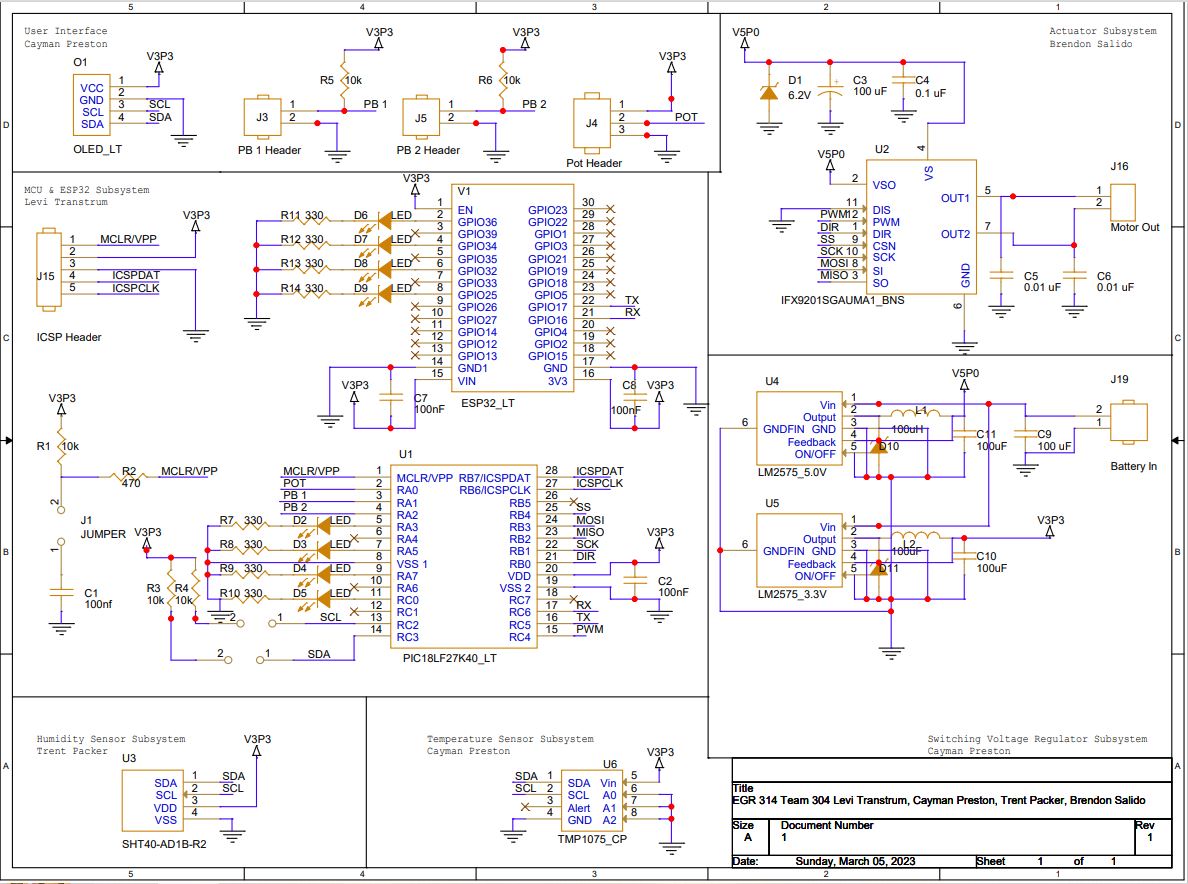 5 4 3 2 1
User Interface
Cayman Preston
O1
V3P3
VCC 1
GND 2
SCL 3 SCL
SDA 4 SDA
OLED_LT
V3P3
R5 10k
1 PB 1
J3 2
PB 1 Header
V3P3
R6 10k
1 PB 2
J5 2
PB 2 Header
V3P3
1
J4 2 POT
3
Pot Header
Actuator Subsystem
Brendon Salido
V5P0
D1
6.2V
C3
100 uF
C4
0.1 uF
U2
4
VS
V5P0
2 VSO
11 DIS
PWM 12 PWM
DIR 1 DIR
SS 9 CSN
SCK 10 SCK
MOSI 8 SI
MISO 3 SO
OUT1 5
OUT2 7
GND
6
IFX9201SGAUMA1_BNS
J16
1
2
Motor Out
C5
0.01 uF
C6
0.01 uF
MCU & ESP32 Subsystem
Levi Transtrum
V3P3
J15
1 MCLR/VPP
2
3
4 ICSPDAT
5 ICSPCLK
ICSP Header
V3P3
V1
R11 330 D6 LED
R12 330 D7 LED
R13 330 D8 LED
R14 330 D9 LED
1 EN GPIO23 30
2 GPIO36 GPIO22 29
3 GPIO39 GPIO1 28
4 GPIO34 GPIO3 27
5 GPIO35 GPIO21 26
6 GPIO32 GPIO19 25
7 GPIO33 GPIO18 24
8 GPIO25 GPIO5 23
9 GPIO26 GPIO17 22 TX
10 GPIO27 GPIO16 21 RX
11 GPIO14 GPIO4 20
12 GPIO12 GPIO2 19
13 GPIO13 GPIO15 18
14 GND1 GND 17
15 VIN 3V3 16
ESP32_LT
V3P3
C7
100nF
C8
100nF
V3P3
V3P3
R1 10k
R2
470
MCLR/VPP
2
J1
JUMPER
1
C1
100nf
V3P3
R3
10k
R4
10k
R7 330 D2 LED
R8 330 D3 LED
R9 330 D4 LED
R10 330 D5 LED
2 1 SCL
2 1 SDA
U1
MCLR/VPP 1 MCLR/VPP RB7/ICSPDAT 28 ICSPDAT
POT 2 RA0 RB6/ICSPCLK 27 ICSPCLK
PB 1 3 RA1 RB5 26
PB 2 4 RA2 RB4 25 SS
5 RA3 RB3 24 MOSI
6 RA4 RB2 23 MISO
7 RA5 RB1 22 SCK
8 VSS 1 RB0 21 DIR
9 RA7 VDD 20
10 RA6 VSS 2 19
11 RC0 RC7 18
12 RC1 RC6 17 RX
13 RC2 RC5 16 TX
14 RC3 RC4 15 PWM
PIC18LF27K40_LT
V3P3
C2
100nF
U4
Vin 1
Output 2
6 GNDFIN GND 3
Feedback 4
ON/OFF 5
LM2575_5.0V
L1
100uH
D10
V5P0
C11
100uF
C9
100 uF
J19
2
1
Battery In
U5
Vin 1
Output 2
6 GNDFIN GND 3
Feedback 4
ON/OFF 5
LM2575_3.3V
L2
100uF
D11
V3P3
C10
100uF
Switching Voltage Regulator Subsystem
Cayman Preston
Humidity Sensor Subsystem
Trent Packer
V3P3
U3
SDA 1 SDA
SCL 2 SCL
VDD 3
VSS 4
SHT40-AD1B-R2
Temperature Sensor Subsystem
Cayman Preston
V3P3
U6
SDA 1 SDA Vin 5
SCL 2 SCL A0 6
3 Alert A1 7
4 GND A2 8
TMP1075_CP
Title
EGR 314 Team 304 Levi Transtrum, Cayman Preston, Trent Packer, Brendon Salido
Size Document Number Rev
A 1 1
Date: Sunday, March 05, 2023 Sheet 1 of 1
D D
C C
B B
A A
5 4 3 2 1